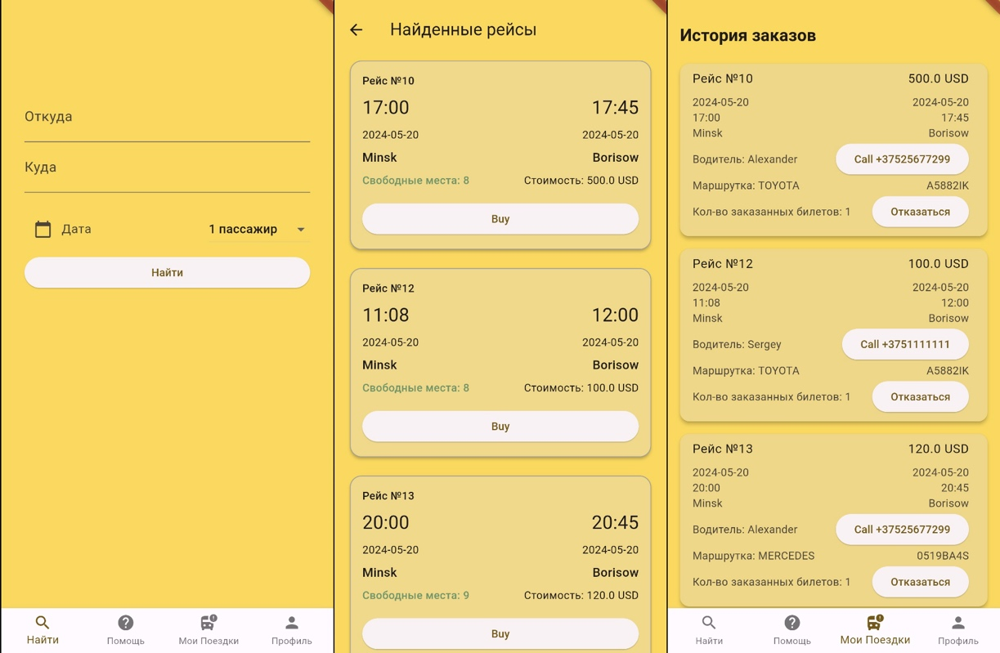 Откуда
Куда
Дата
1 пассажир
Найти
Найти
Помощь
Мои Поездки
Профиль
Найденные рейсы
Рейс №10
17:00 17:45
2024-05-20 2024-05-20
Minsk Borisow
Свободные места: 8 Стоимость: 500.0 USD
Buy
Рейс №12
11:08 12:00
2024-05-20 2024-05-20
Minsk Borisow
Свободные места: 8 Стоимость: 100.0 USD
Buy
Рейс №13
20:00 20:45
2024-05-20 2024-05-20
Minsk Borisow
Свободные места: 9 Стоимость: 120.0 USD
Buy
История заказов
Рейс №10 500.0 USD
2024-05-20 2024-05-20
17:00 17:45
Minsk Borisow
Водитель: Alexander Call +37525677299
Маршрутка: TOYOTA A5882IK
Кол-во заказанных билетов: 1 Отказаться
Рейс №12 100.0 USD
2024-05-20 2024-05-20
11:08 12:00
Minsk Borisow
Водитель: Sergey Call +3751111111
Маршрутка: TOYOTA A5882IK
Кол-во заказанных билетов: 1 Отказаться
Рейс №13 120.0 USD
2024-05-20 2024-05-20
20:00 20:45
Minsk Borisow
Водитель: Alexander Call +37525677299
Маршрутка: MERCEDES 0519BA4S
Кол-во заказанных билетов: 1 Отказаться
Найти
Помощь
Мои Поездки
Профиль